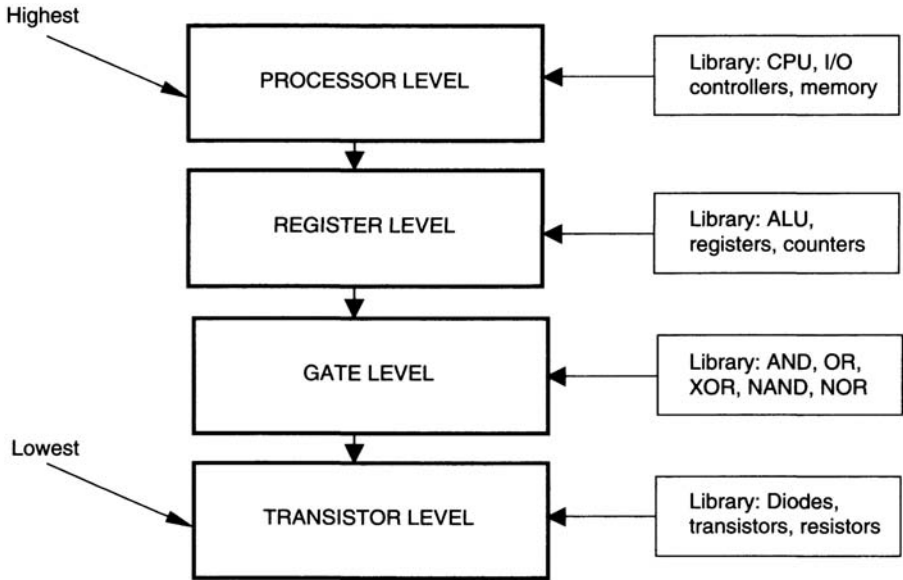 Highest
PROCESSOR LEVEL
Library: CPU, I/O
controllers, memory
REGISTER LEVEL
Library: ALU,
registers, counters
GATE LEVEL
Library: AND, OR,
XOR, NAND, NOR
Lowest
TRANSISTOR LEVEL
Library: Diodes,
transistors, resistors